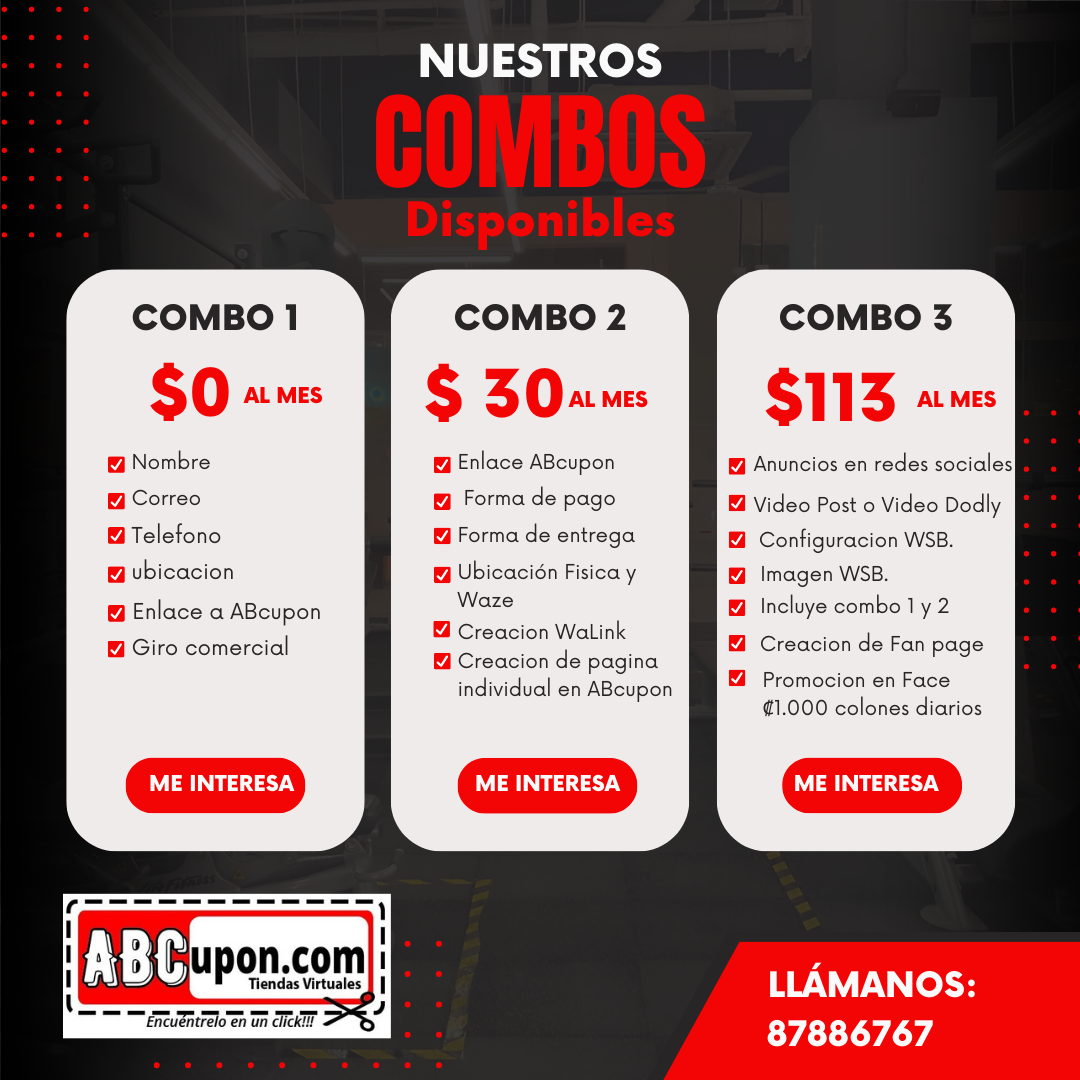 NUESTROS
COMBOS
Disponibles
COMBO 1
$0 AL MES
Nombre
Correo
Telefono
ubicacion
Enlace a ABcupon
Giro comercial
ME INTERESA
COMBO 2
$ 30 AL MES
Enlace ABcupon
Forma de pago
Forma de entrega
Ubicación Fisica y
Waze
Creacion WaLink
Creacion de pagina
individual en ABcupon
ME INTERESA
COMBO 3
$113 AL MES
Anuncios en redes sociales
Video Post o Video Dodly
Configuracion WSB.
Imagen WSB.
Incluye combo 1 y 2
Creacion de Fan page
Promocion en Face
₡1.000 colones diarios
ME INTERESA
ABCupon.com
Tiendas Virtuales
Encuéntrelo en un click!!!
LLÁMANOS:
87886767